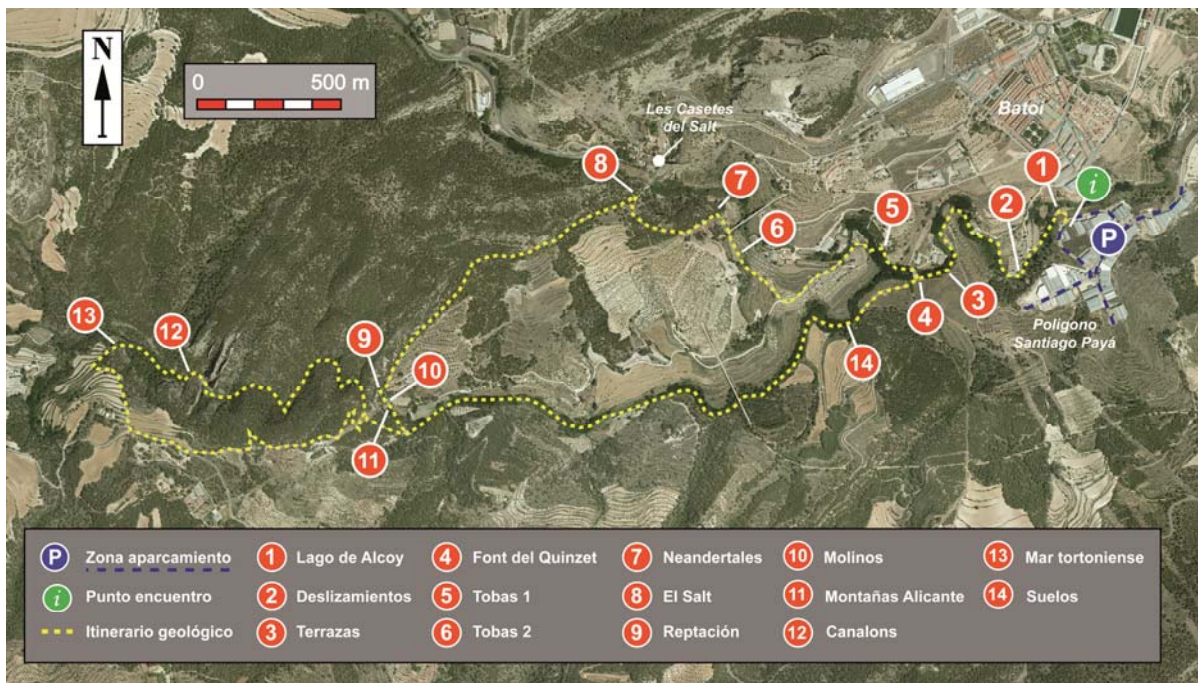 N
0 500 m
Les Casetes
del Salt
Batoi
8
7
1
i
5
2
6
P
13
12
9
10
4
3
Polígono
Santiago Payá
14
11
P Zona aparcamiento
i Punto encuentro
Itinerario geológico
1 Lago de Alcoy
2 Deslizamientos
3 Terrazas
4 Font del Quinzet
5 Tobas 1
6 Tobas 2
7 Neandertales
8 El Salt
9 Reptación
10 Molinos
11 Montañas Alicante
12 Canalons
13 Mar tortoniense
14 Suelos